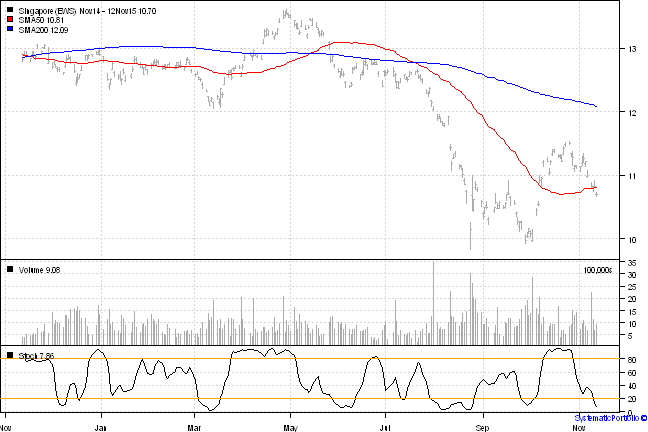 Singapore (EWS) Nov14 - 12Nov15 10.70
SMA50 10.81
SMA200 12.09
13
12
11
10
Volume 9.08
100,000s
35
30
25
20
15
10
5
Stoch 7.86
80
60
40
20
0
Nov Jan Mar May Jul Sep Nov
SystematicPortfolio ©